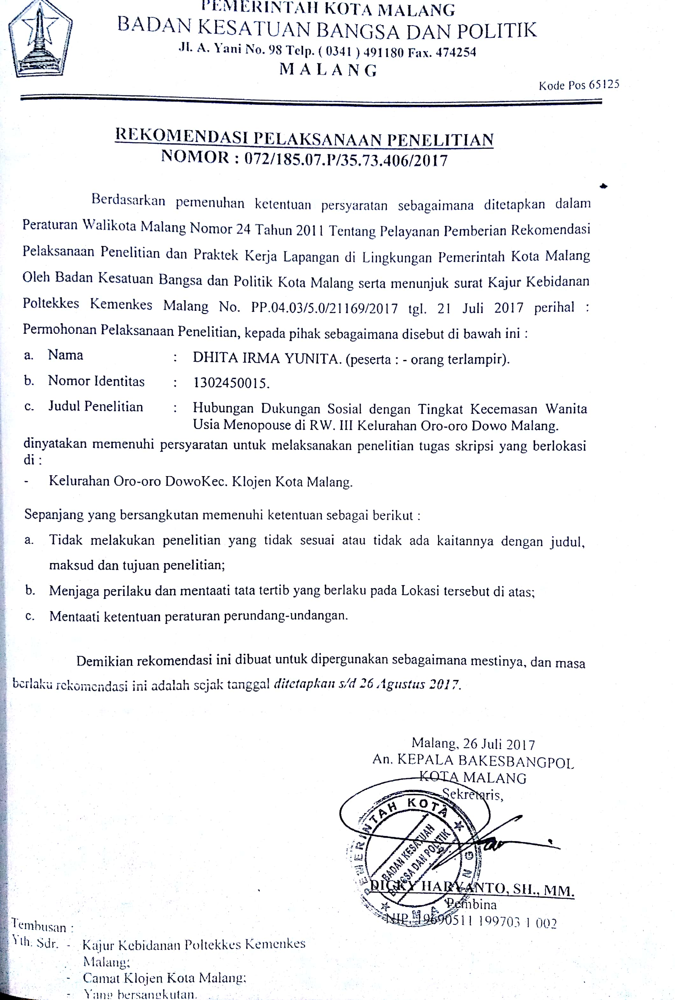 PEMERINTAH KOTA MALANG
BADAN KESATUAN BANGSA DAN POLITIK
Jl. A. Yani No. 98 Telp. ( 0341 ) 491180 Fax. 474254
M A L A N G
Kode Pos 65125
REKOMENDASI PELAKSANAAN PENELITIAN
NOMOR : 072/185.07.P/35.73.406/2017
Berdasarkan pemenuhan ketentuan persyaratan sebagaimana ditetapkan dalam
Peraturan Walikota Malang Nomor 24 Tahun 2011 Tentang Pelayanan Pemberian Rekomendasi
Pelaksanaan Penelitian dan Praktek Kerja Lapangan di Lingkungan Pemerintah Kota Malang
Oleh Badan Kesatuan Bangsa dan Politik Kota Malang serta menunjuk surat Kajur Kebidanan
Poltekkes Kemenkes Malang No. PP.04.03/5.0/21169/2017 tgl. 21 Juli 2017 perihal :
Permohonan Pelaksanaan Penelitian, kepada pihak sebagaimana disebut di bawah ini :
a. Nama : DHITA IRMA YUNITA. (peserta : - orang terlampir).
b. Nomor Identitas : 1302450015.
c. Judul Penelitian : Hubungan Dukungan Sosial dengan Tingkat Kecemasan Wanita
Usia Menopouse di RW. III Kelurahan Oro-oro Dowo Malang.
dinyatakan memenuhi persyaratan untuk melaksanakan penelitian tugas skripsi yang berlokasi
di :
- Kelurahan Oro-oro DowoKec. Klojen Kota Malang.
Sepanjang yang bersangkutan memenuhi ketentuan sebagai berikut :
a. Tidak melakukan penelitian yang tidak sesuai atau tidak ada kaitannya dengan judul,
maksud dan tujuan penelitian;
b. Menjaga perilaku dan mentaati tata tertib yang berlaku pada Lokasi tersebut di atas;
c. Mentaati ketentuan peraturan perundang-undangan.
Demikian rekomendasi ini dibuat untuk dipergunakan sebagaimana mestinya, dan masa
berlaku rekomendasi ini adalah sejak tanggal ditetapkan s/d 26 Agustus 2017.
Malang, 26 Juli 2017
An. KEPALA BAKESBANGPOL
KOTA MALANG
Sekretaris,
PEMERINTAH KOTA MALANG
BADAN KESATUAN
BANGSA DAN POLITIK
DICKY HARYANTO, SH., MM.
Pembina
NIP. 19690511 199703 1 002
Tembusan :
Yth. Sdr. - Kajur Kebidanan Poltekkes Kemenkes
Malang;
- Camat Klojen Kota Malang;
- Yang bersangkutan.